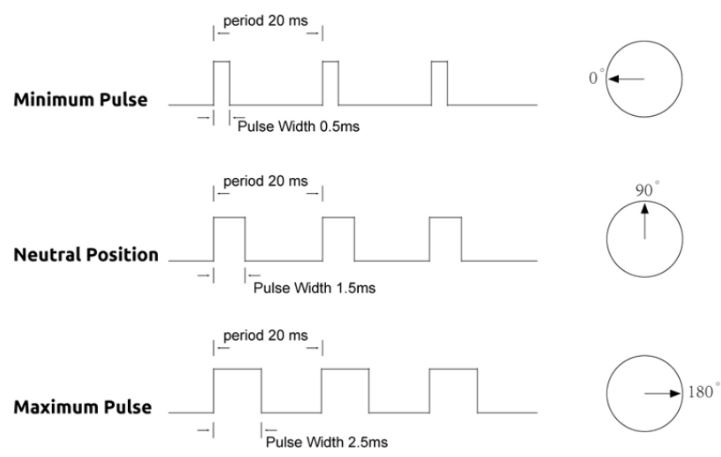 period 20 ms
Minimum Pulse
0°
Pulse Width 0.5ms
period 20 ms
90°
Neutral Position
Pulse Width 1.5ms
period 20 ms
Maximum Pulse
180°
Pulse Width 2.5ms